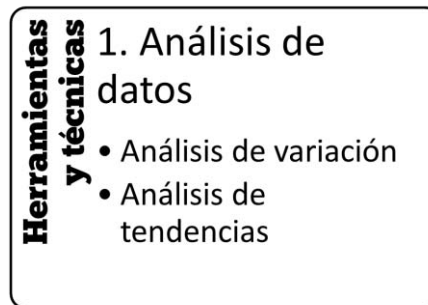 Herramientas
y técnicas
1. Análisis de
datos
• Análisis de variación
• Análisis de
tendencias